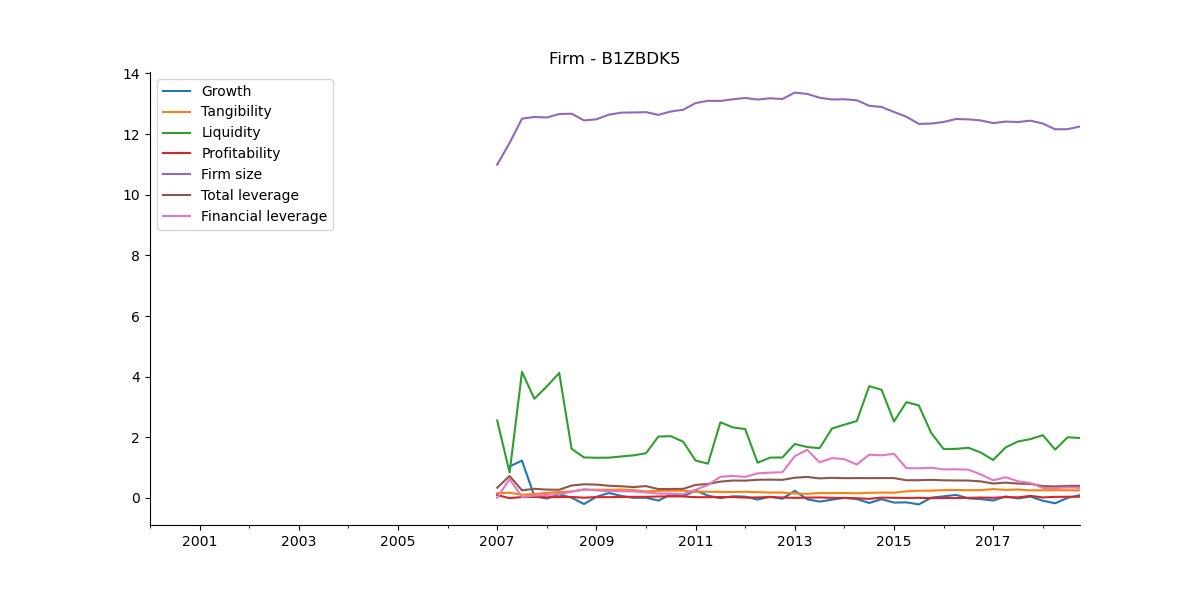 Firm - B1ZBDK5
14
12
10
8
6
4
2
0
Growth
Tangibility
Liquidity
Profitability
Firm size
Total leverage
Financial leverage
2001 2003 2005 2007 2009 2011 2013 2015 2017